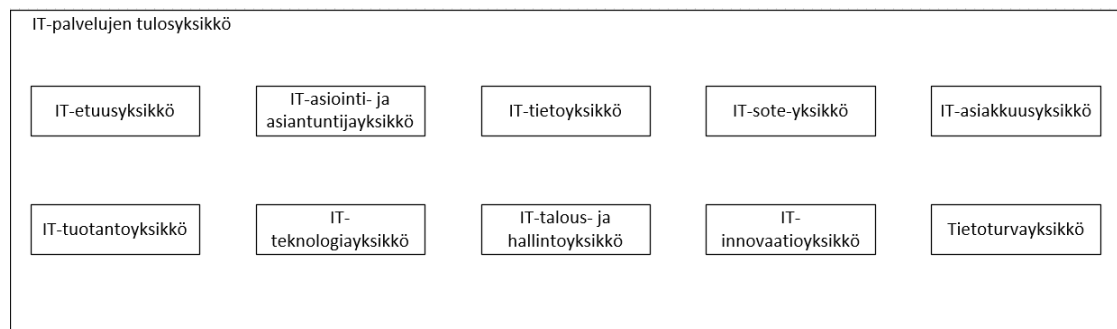 IT-palvelujen tulosyksikkö
IT-etuusyksikkö
IT-asiointi- ja
asiantuntijayksikkö
IT-tietoyksikkö
IT-sote-yksikkö
IT-asiakkuusyksikkö
IT-tuotantoyksikkö
IT-
teknologiayksikkö
IT-talous- ja
hallintoyksikkö
IT-
innovaatioyksikkö
Tietoturvayksikkö